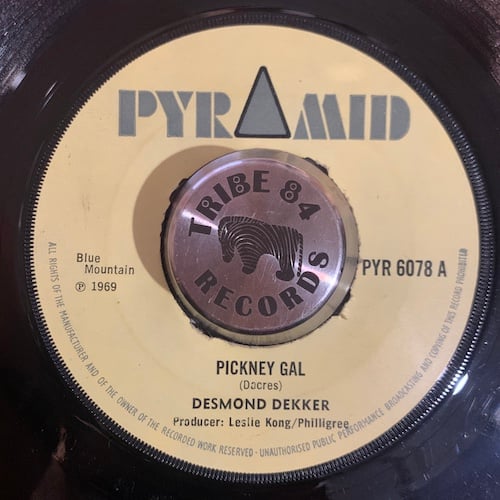 PYRAMID
TRIBE 84
RECORDS
Blue
Mountain
℗ 1969
PYR 6078 A
PICKNEY GAL
(Dacres)
DESMOND DEKKER
Producer: Leslie Kong/Philligree
ALL RIGHTS OF THE MANUFACTURER AND OF THE OWNER OF THE RECORDED WORK RESERVED · UNAUTHORISED PUBLIC PERFORMANCE BROADCASTING AND COPYING OF THIS RECORD PROHIBITED